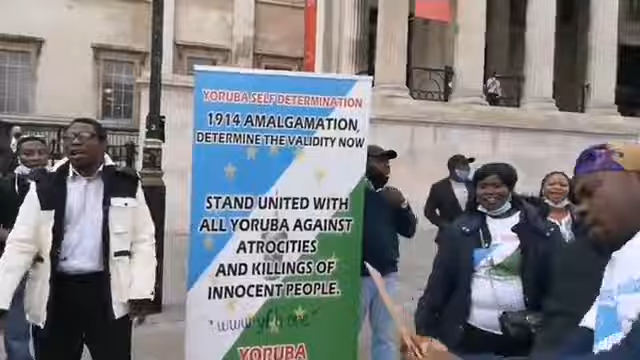 YORUBA SELF DETERMINATION
1914 AMALGAMATION,
DETERMINE THE VALIDITY NOW
STAND UNITED WITH
ALL YORUBA AGAINST
ATROCITIES
AND KILLINGS OF
INNOCENT PEOPLE.
YORUBA